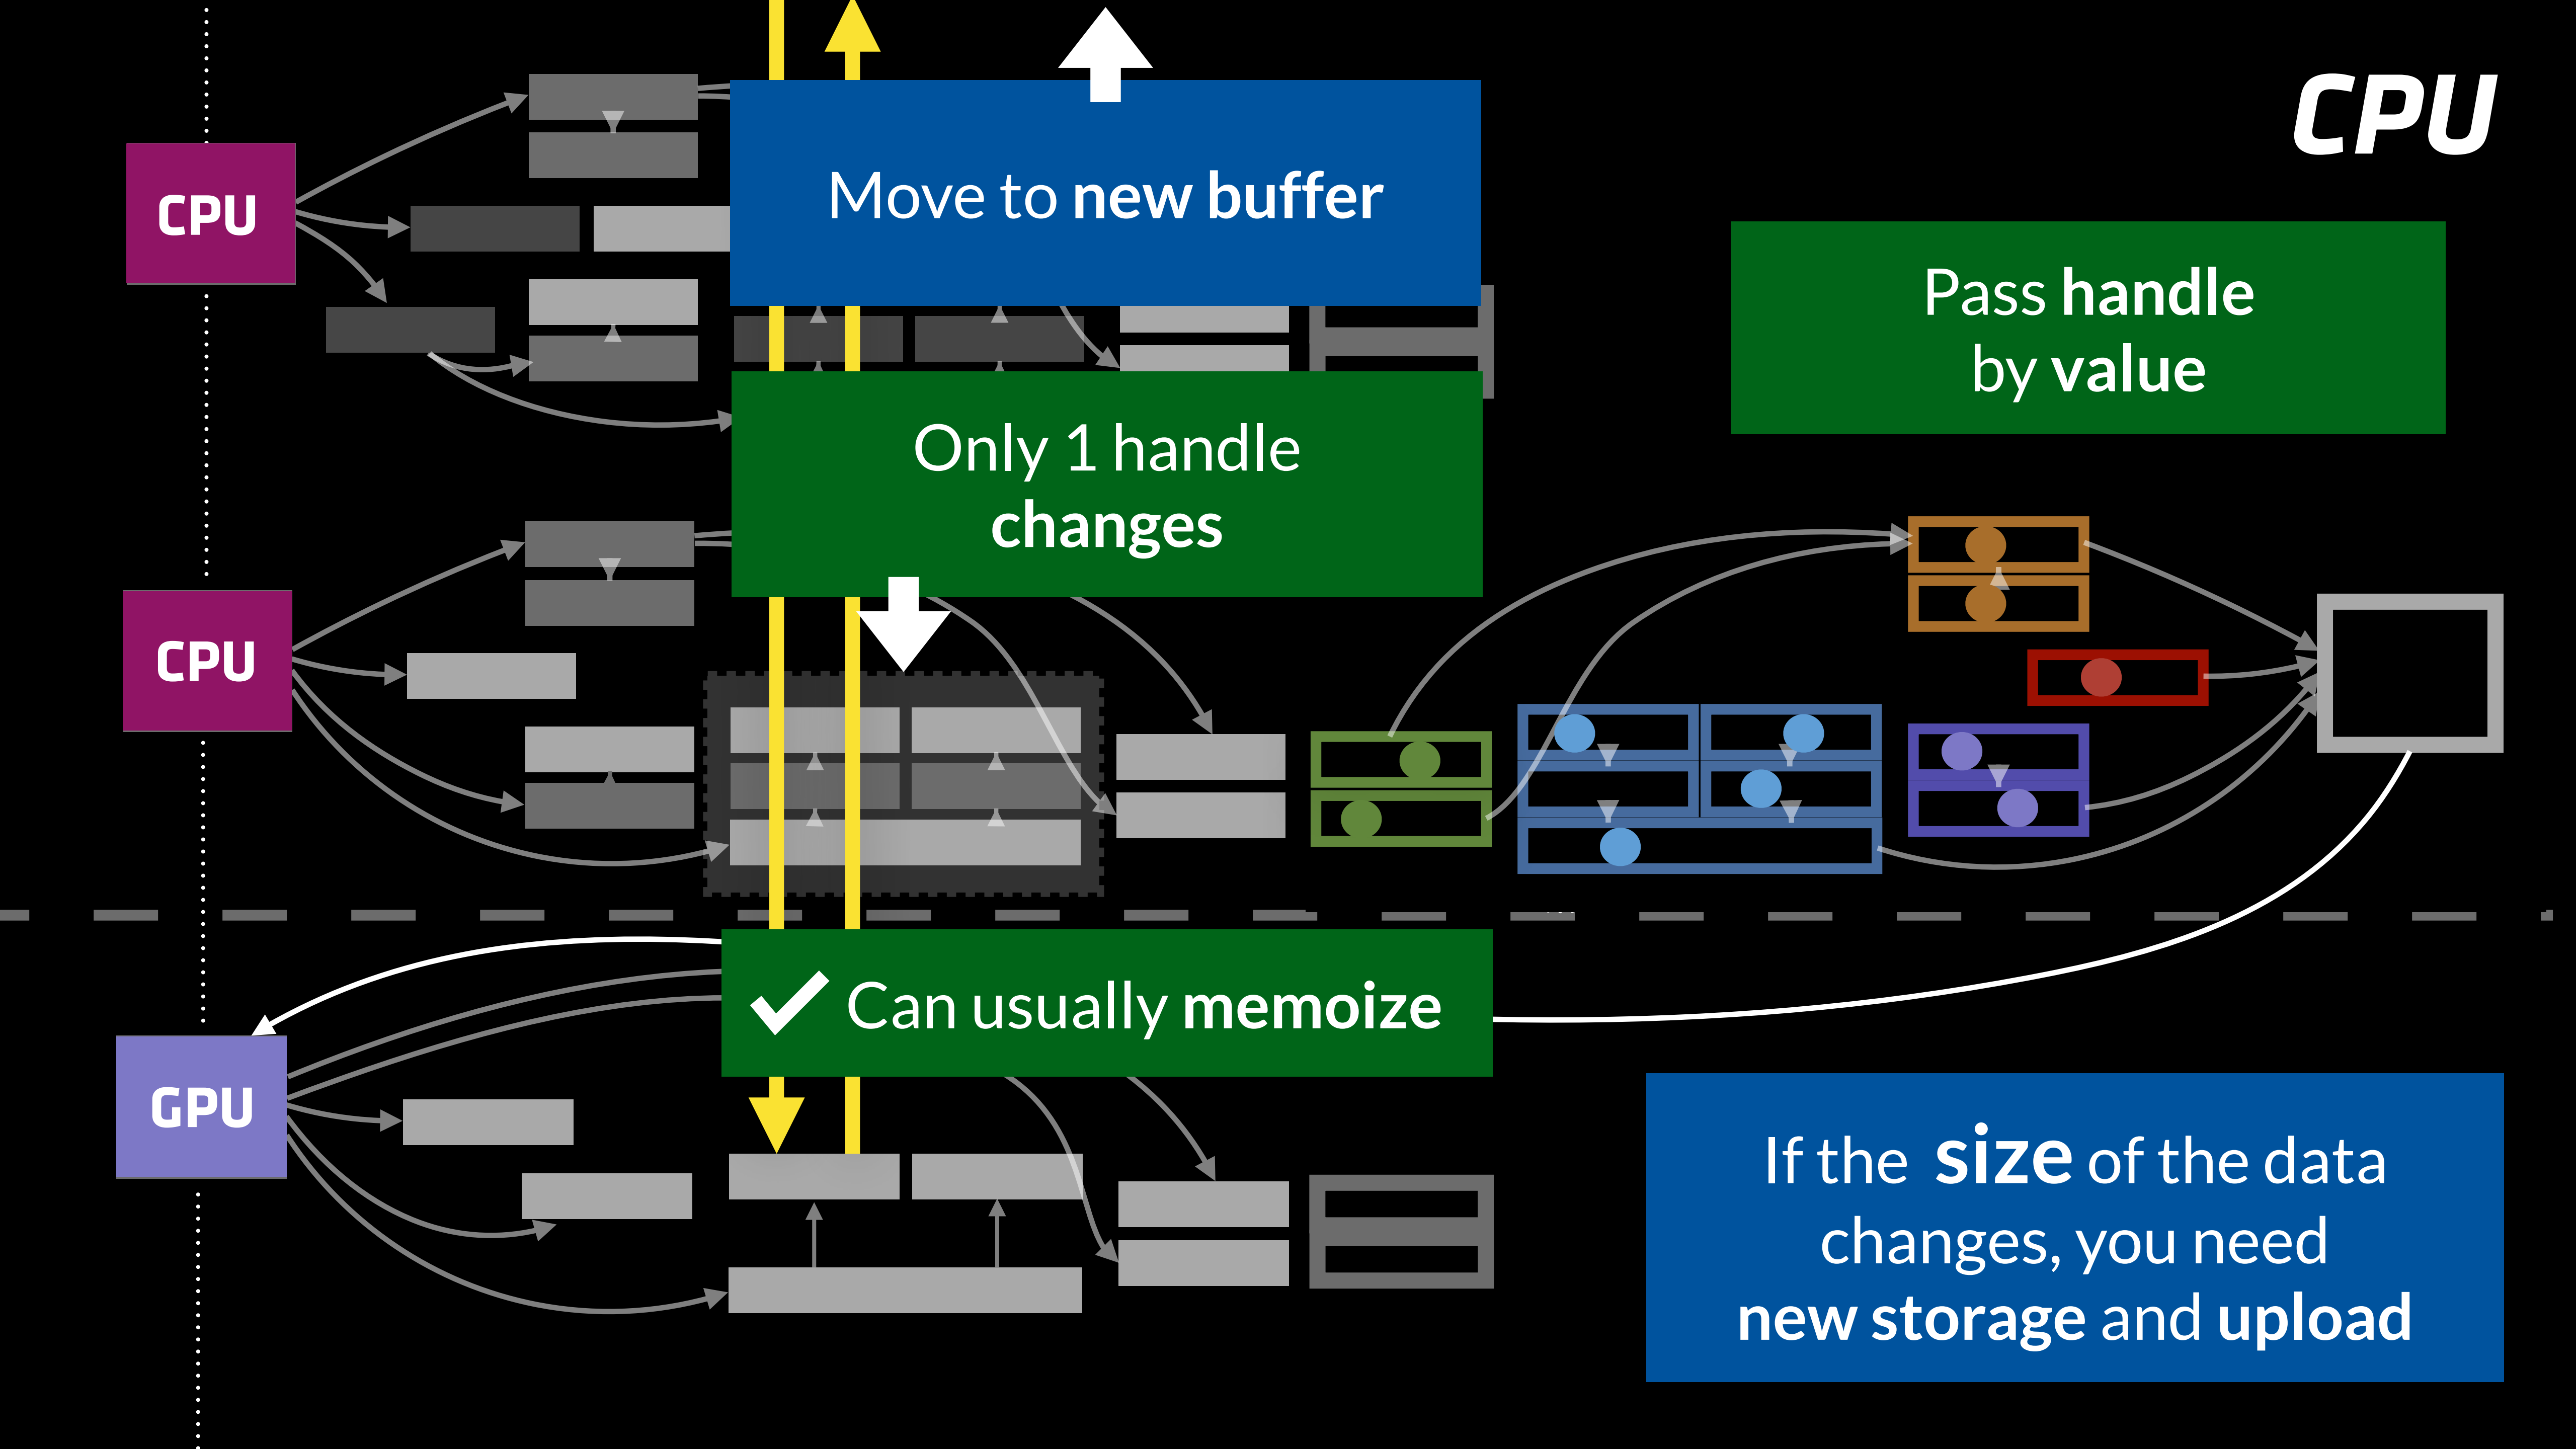 CPU
Move to new buffer
CPU
Pass handle
by value
Only 1 handle
changes
CPU
Can usually memoize
GPU
If the size of the data
changes, you need
new storage and upload